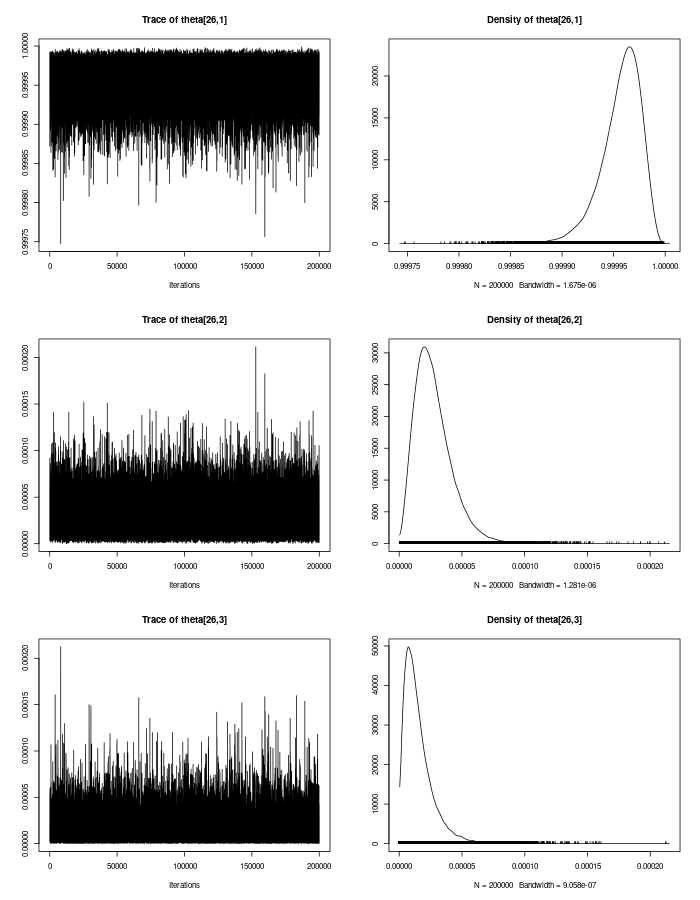 Trace of theta[26,1]
0.99975 0.99980 0.99985 0.99990 0.99995 1.00000
0 50000 100000 150000 200000
Iterations
Density of theta[26,1]
0 5000 10000 15000 20000
0.99975 0.99980 0.99985 0.99990 0.99995 1.00000
N = 200000 Bandwidth = 1.675e-06
Trace of theta[26,2]
0.00000 0.00005 0.00010 0.00015 0.00020
0 50000 100000 150000 200000
Iterations
Density of theta[26,2]
0 5000 10000 15000 20000 25000 30000
0.00000 0.00005 0.00010 0.00015 0.00020
N = 200000 Bandwidth = 1.281e-06
Trace of theta[26,3]
0.00000 0.00005 0.00010 0.00015 0.00020
0 50000 100000 150000 200000
Iterations
Density of theta[26,3]
0 10000 20000 30000 40000 50000
0.00000 0.00005 0.00010 0.00015 0.00020
N = 200000 Bandwidth = 9.058e-07